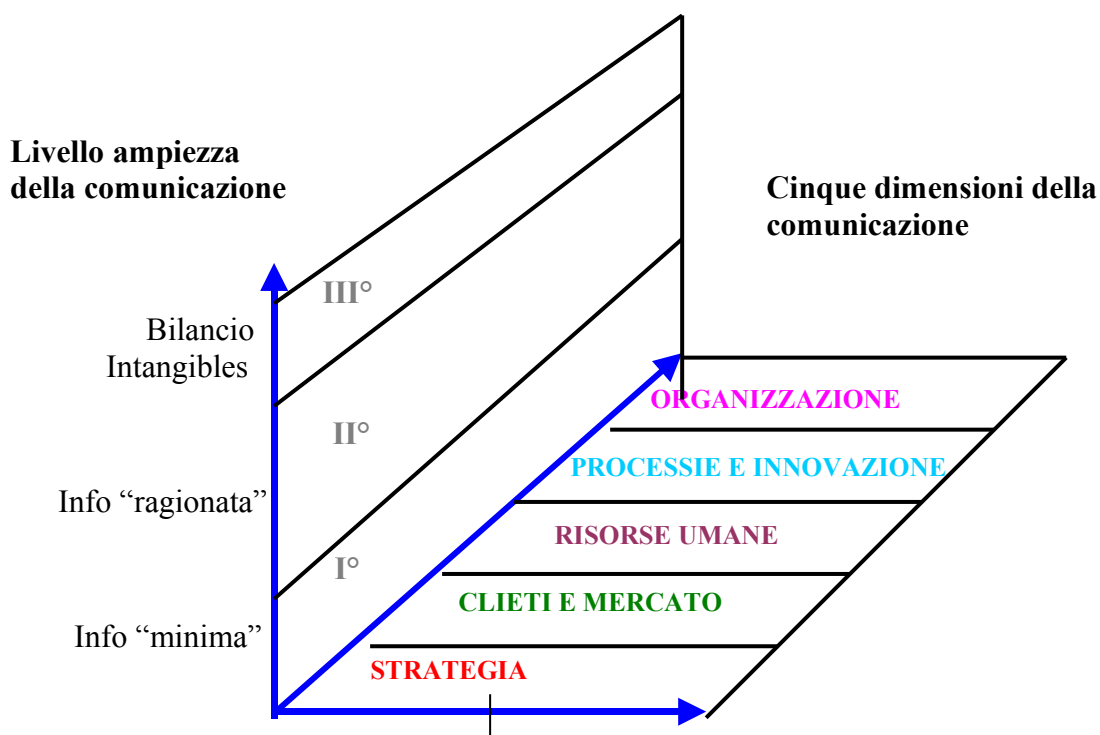 Livello ampiezza
della comunicazione
Cinque dimensioni della
comunicazione
III°
Bilancio
Intangibles
ORGANIZZAZIONE
II°
PROCESSIE E INNOVAZIONE
Info “ragionata”
RISORSE UMANE
I°
CLIETI E MERCATO
Info “minima”
STRATEGIA